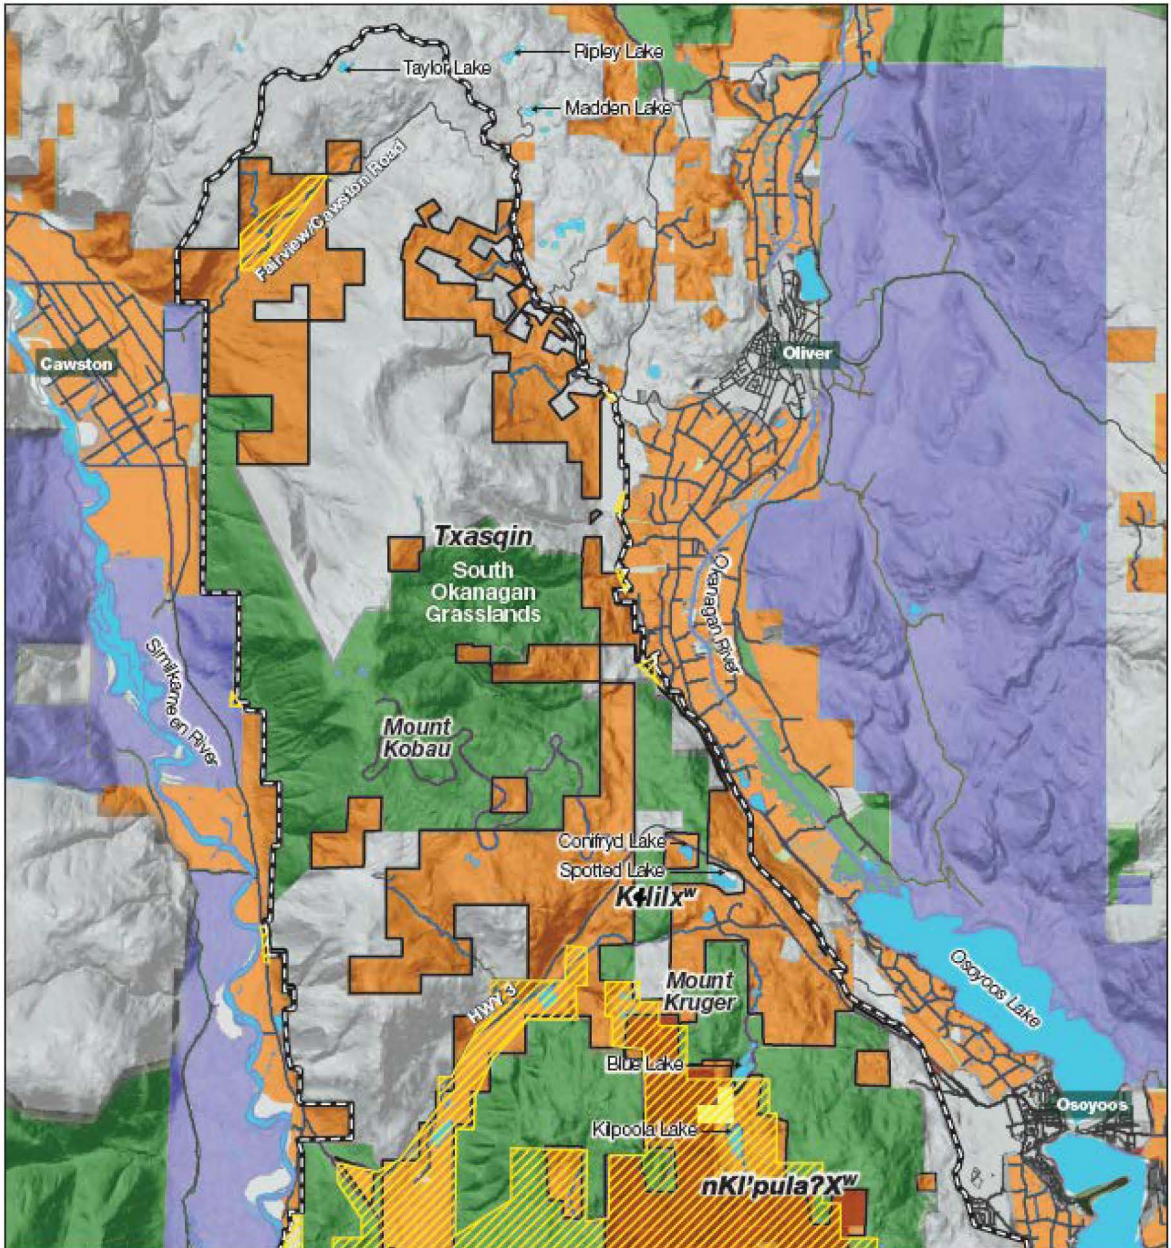 Ripley Lake
Taylor Lake
Madden Lake
Fairview/Cawston Road
Cawston
Oliver
Txasqin
South
Okanagan
Grasslands
Okanagan River
Similkameen River
Mount
Kobau
Conifryd Lake
Spotted Lake
Kłlilxʷ
Osoyoos Lake
Mount
Kruger
HWY 3
Blue Lake
Osoyoos
Kilpoola Lake
nKl'pula?Xʷ